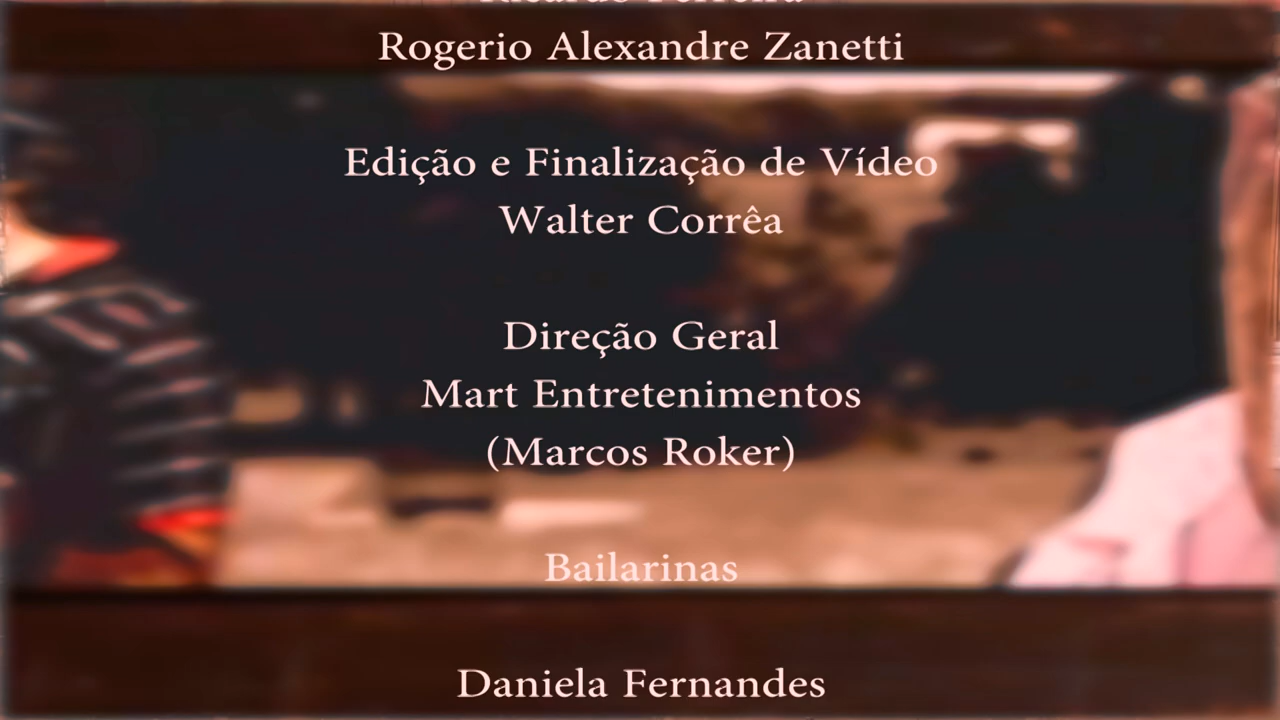 Rogerio Alexandre Zanetti
Edição e Finalização de Vídeo
Walter Corrêa
Direção Geral
Mart Entretenimentos
(Marcos Roker)
Bailarinas
Daniela Fernandes